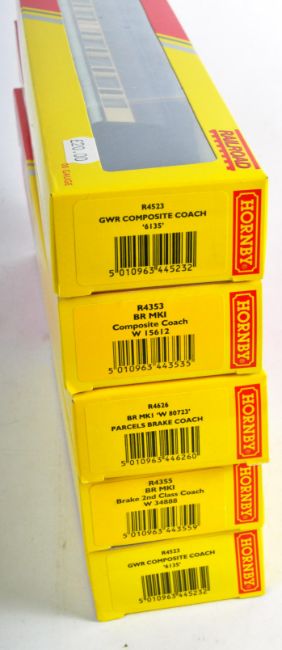 £20.00
00 GAUGE
RAILROAD
R4523
GWR COMPOSITE COACH
'6135'
5 010963 445232
HORNBY
R4353
BR MKI
Composite Coach
W 15612
5 010963 443535
HORNBY
R4626
BR MK1 'W 80723'
PARCELS BRAKE COACH
5 010963 446260
HORNBY
R4355
BR MKI
Brake 2nd Class Coach
W 34888
5 010963 443559
HORNBY
R4523
GWR COMPOSITE COACH
'6135'
5 010963 445232
HORNBY